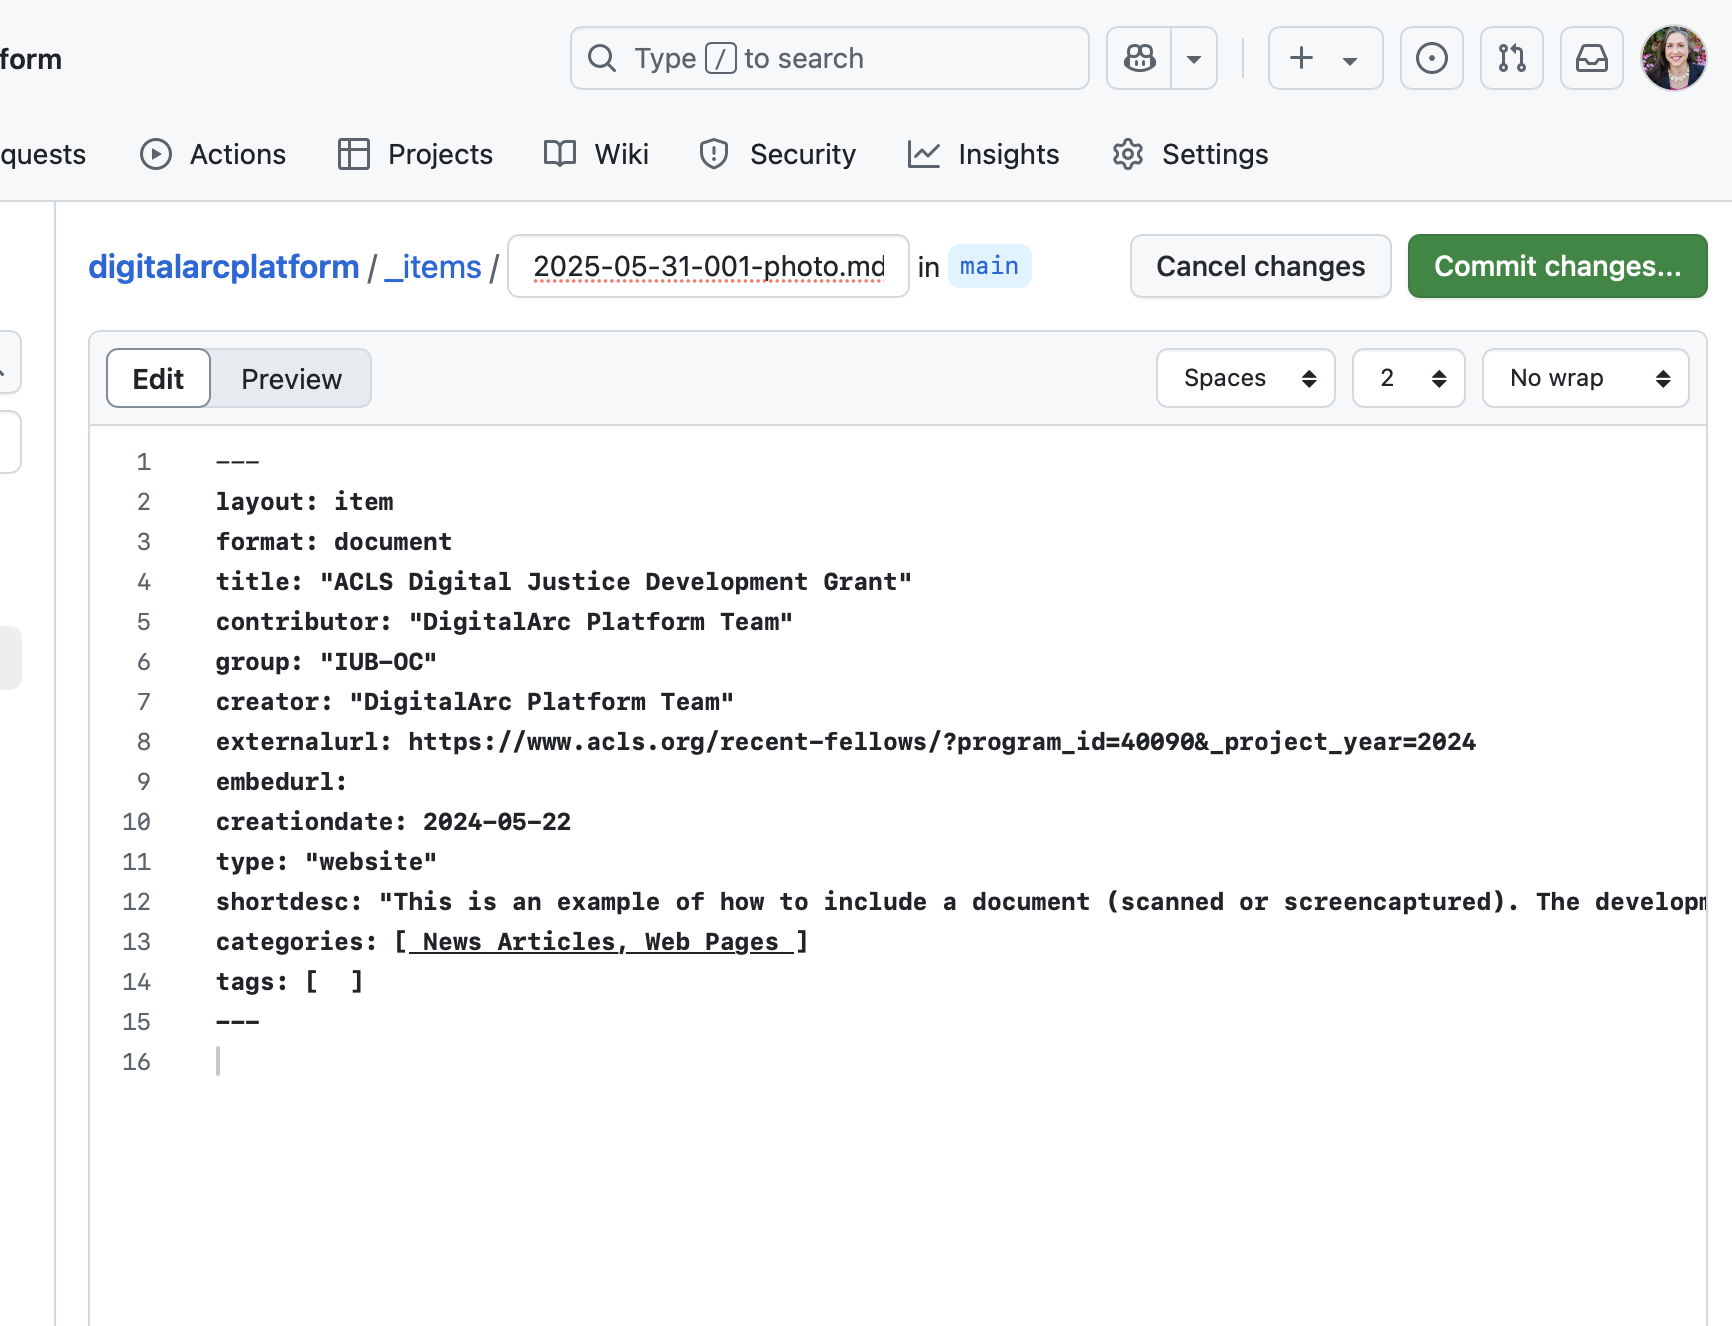 form
Type / to search
quests
Actions
Projects
Wiki
Security
Insights
Settings
digitalarcplatform / _items / 2025-05-31-001-photo.md in main
Cancel changes
Commit changes...
Edit
Preview
Spaces
2
No wrap
1 ---
2 layout: item
3 format: document
4 title: "ACLS Digital Justice Development Grant"
5 contributor: "DigitalArc Platform Team"
6 group: "IUB-OC"
7 creator: "DigitalArc Platform Team"
8 externalurl: https://www.acls.org/recent-fellows/?program_id=40090&_project_year=2024
9 embedurl:
10 creationdate: 2024-05-22
11 type: "website"
12 shortdesc: "This is an example of how to include a document (scanned or screencaptured). The developm
13 categories: [ News Articles, Web Pages ]
14 tags: [  ]
15 ---
16